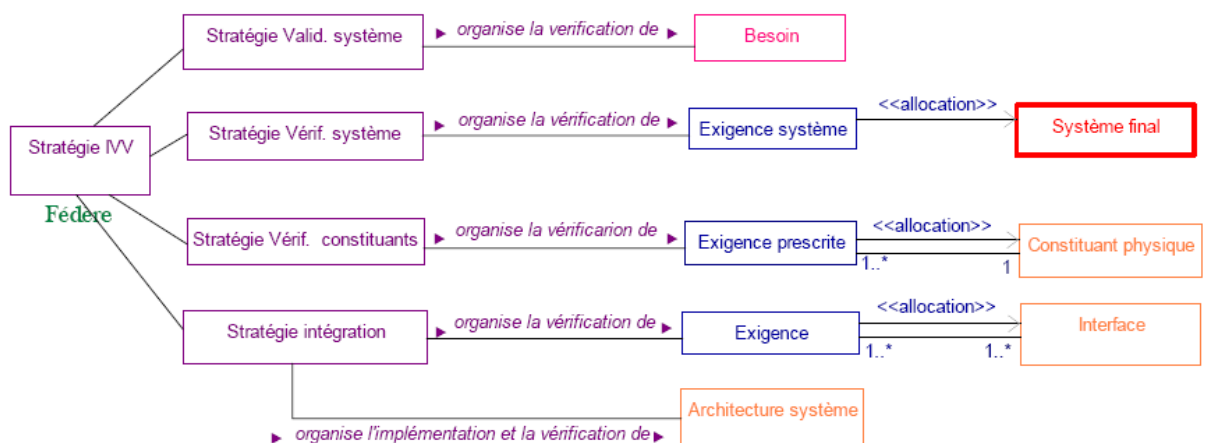 Stratégie Valid. système
▶ organise la verification de ▶
Besoin
Stratégie IVV
Fédère
Stratégie Vérif. système
▶ organise la vérification de ▶
Exigence système
<<allocation>>
Système final
Stratégie Vérif. constituants
▶ organise la vérificarion de ▶
Exigence prescrite
<<allocation>>
1..*
1
Constituant physique
Stratégie intégration
▶ organise la vérification de ▶
Exigence
<<allocation>>
1..*
1..*
Interface
Architecture système
▶ organise l'implémentation et la vérification de ▶